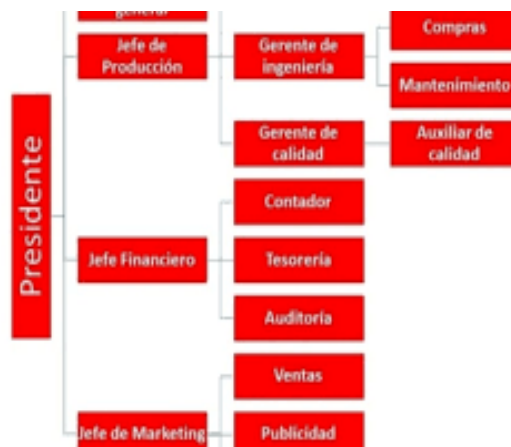 general
Compras
Jefe de
Producción
Gerente de
ingeniería
Mantenimiento
Gerente de
calidad
Auxiliar de
calidad
Presidente
Contador
Jefe Financiero
Tesorería
Auditoría
Ventas
Jefe de Marketing
Publicidad